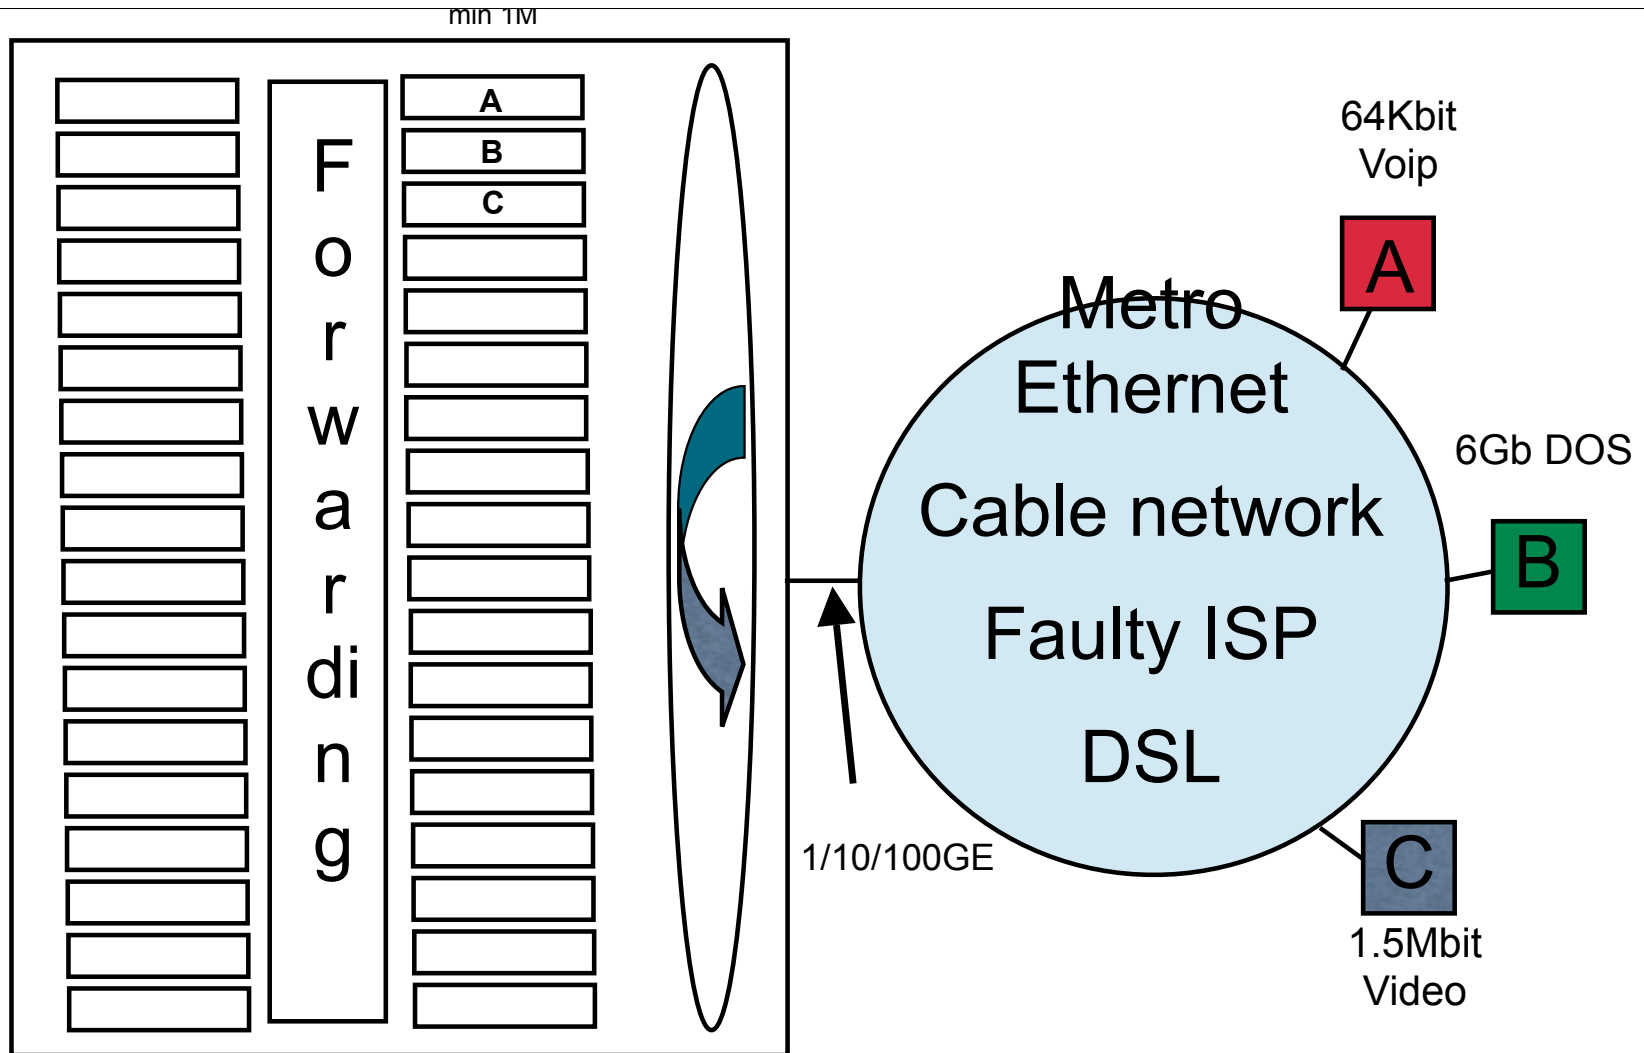 min 1M
A
B
C
F
o
r
w
a
r
di
n
g
64Kbit
Voip
A
Metro
Ethernet
Cable network
Faulty ISP
DSL
6Gb DOS
B
1/10/100GE
C
1.5Mbit
Video